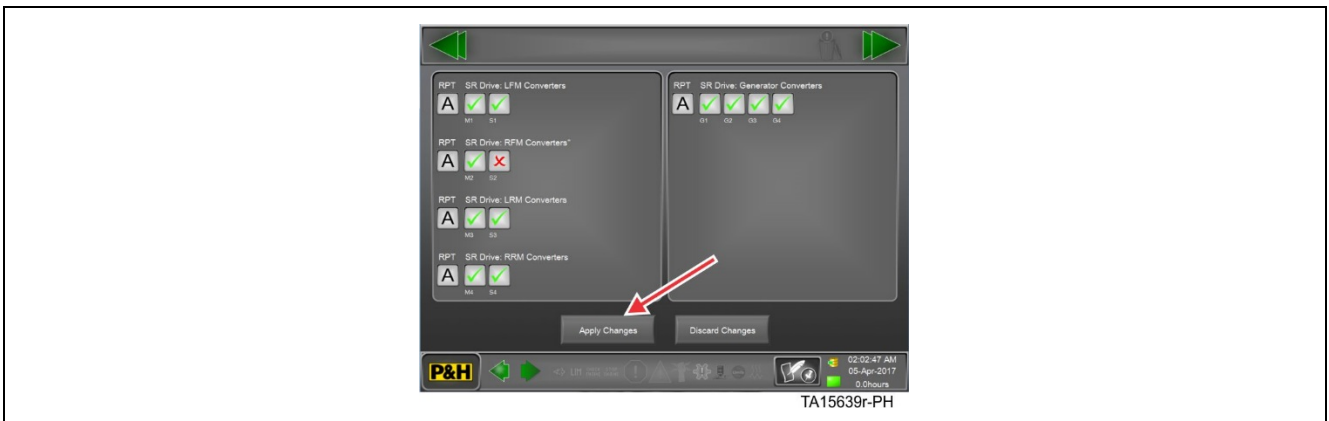 RPT SR Drive: LFM Converters
A
M1 S1
RPT SR Drive: RFM Converters*
A
M2 S2
RPT SR Drive: LRM Converters
A
M3 S3
RPT SR Drive: RRM Converters
A
M4 S4
RPT SR Drive: Generator Converters
A
G1 G2 G3 G4
Apply Changes Discard Changes
P&H
LIM
02:02:47 AM
05-Apr-2017
0.0hours
TA15639r-PH